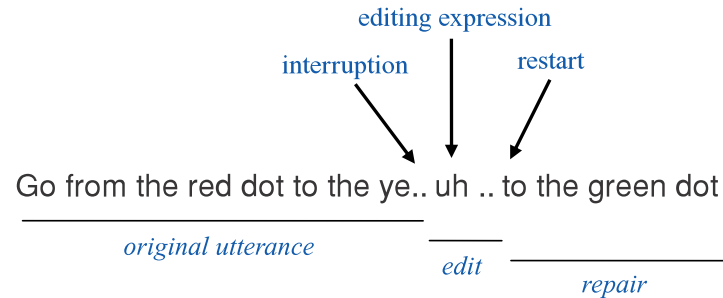 editing expression
interruption
restart
Go from the red dot to the ye.. uh .. to the green dot
original utterance
edit
repair